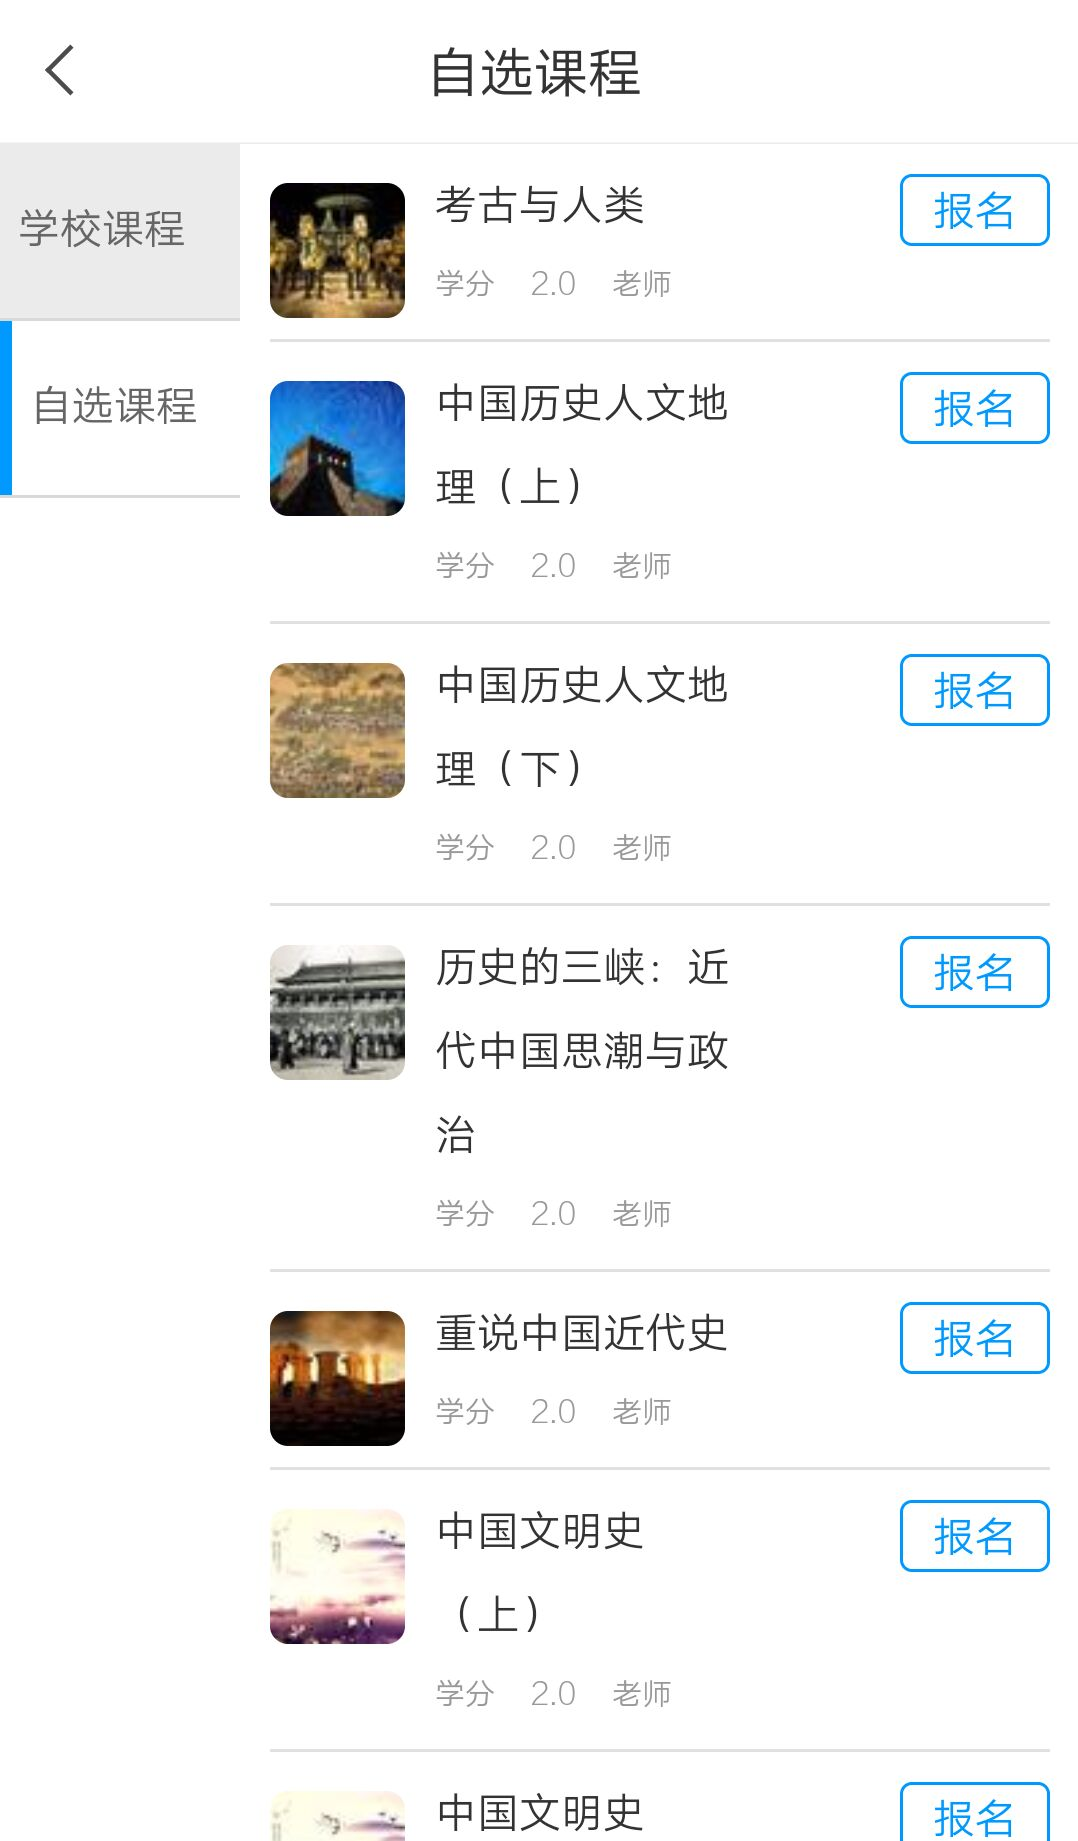 自选课程
学校课程
自选课程
考古与人类
报名
学分 2.0 老师
中国历史人文地
理（上）
报名
学分 2.0 老师
中国历史人文地
理（下）
报名
学分 2.0 老师
历史的三峡：近
代中国思潮与政
治
报名
学分 2.0 老师
重说中国近代史
报名
学分 2.0 老师
中国文明史
（上）
报名
学分 2.0 老师
中国文明史
报名